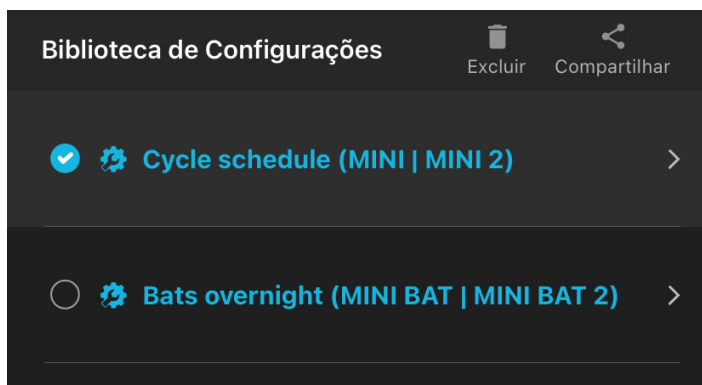 Biblioteca de Configurações
Excluir
Compartilhar
Cycle schedule (MINI | MINI 2)
Bats overnight (MINI BAT | MINI BAT 2)